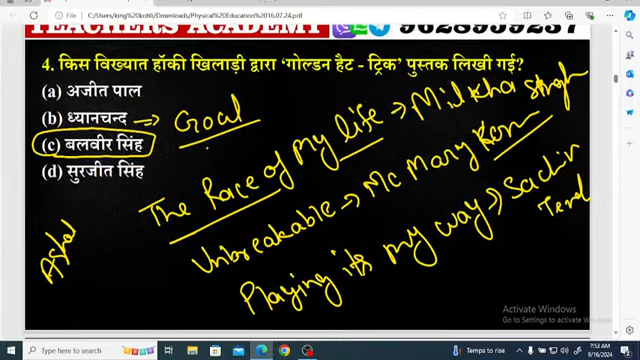 C:/Users/king kohli/Downloads/Physical%20Education%2016.07.24.pdf
TEACHERS ACADEMY 9628959257
4. किस विख्यात हॉकी खिलाड़ी द्वारा ‘गोल्डन हैट - ट्रिक’ पुस्तक लिखी गई?
(a) अजीत पाल
(b) ध्यानचन्द → Goal
(c) बलवीर सिंह
(d) सुरजीत सिंह
The Race of My life → Milkha Singh
Unbreakable → Mc Mary Kom
Playing its my way → Sachin
Tend
Activate Windows
Go to Settings to activate Windows.
Type here to search
Temps to rise
7:53 AM
9/16/2024